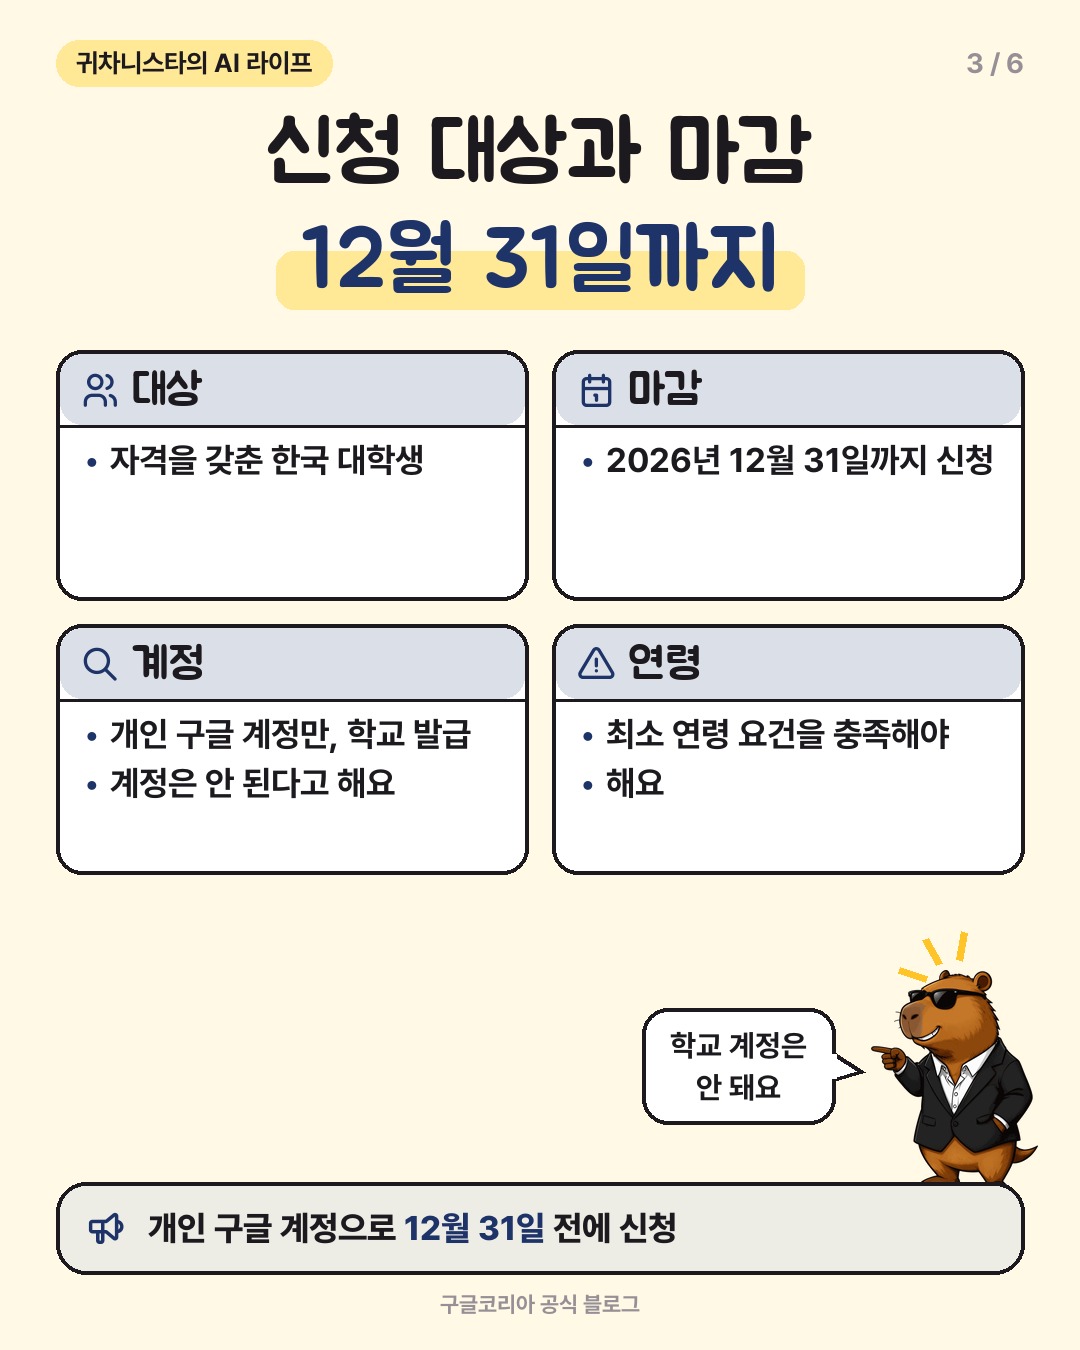 귀차니스타의 AI 라이프
3 / 6
신청 대상과 마감
12월 31일까지
대상
• 자격을 갖춘 한국 대학생
마감
• 2026년 12월 31일까지 신청
계정
• 개인 구글 계정만, 학교 발급
• 계정은 안 된다고 해요
연령
• 최소 연령 요건을 충족해야
• 해요
학교 계정은
안 돼요
개인 구글 계정으로 12월 31일 전에 신청
구글코리아 공식 블로그